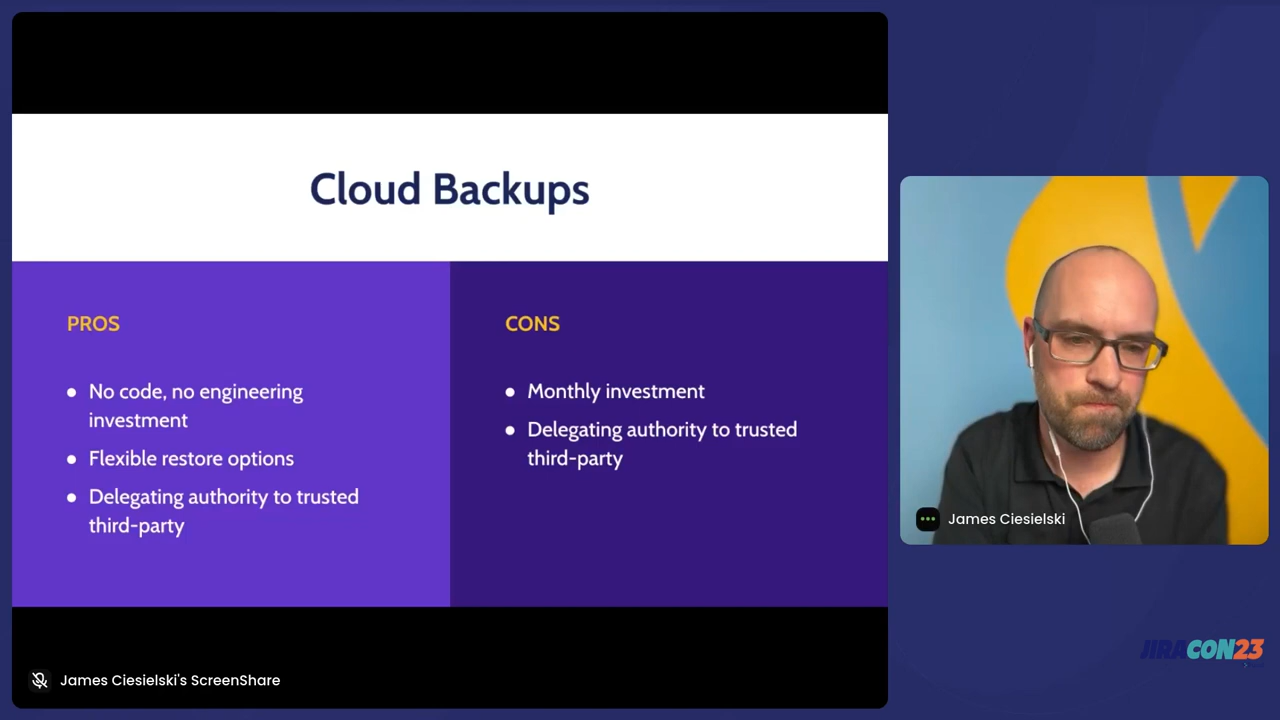 Cloud Backups
PROS
No code, no engineering
investment
Flexible restore options
Delegating authority to trusted
third-party
CONS
Monthly investment
Delegating authority to trusted
third-party
James Ciesielski
JIRACON23
James Ciesielski's ScreenShare